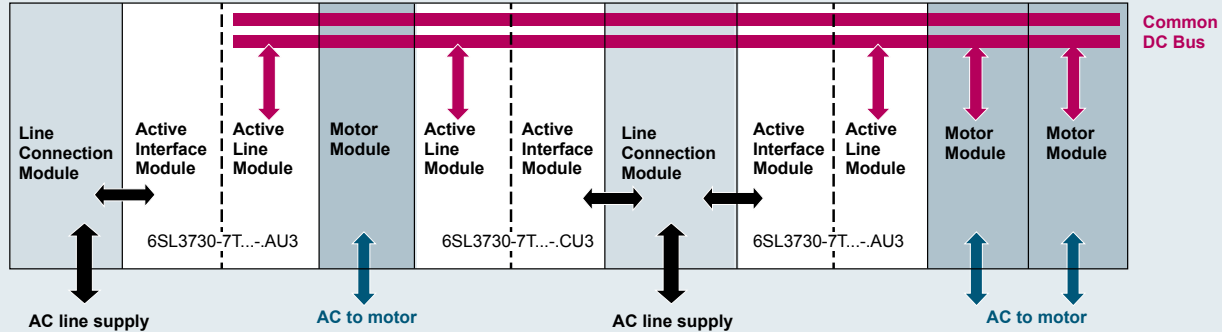 Common
DC Bus
Line
Connection
Module
Active
Interface
Module
Active
Line
Module
Motor
Module
Active
Line
Module
Active
Interface
Module
Line
Connection
Module
Active
Interface
Module
Active
Line
Module
Motor
Module
Motor
Module
6SL3730-7T...-.AU3
6SL3730-7T...-.CU3
6SL3730-7T...-.AU3
AC line supply
AC to motor
AC line supply
AC to motor